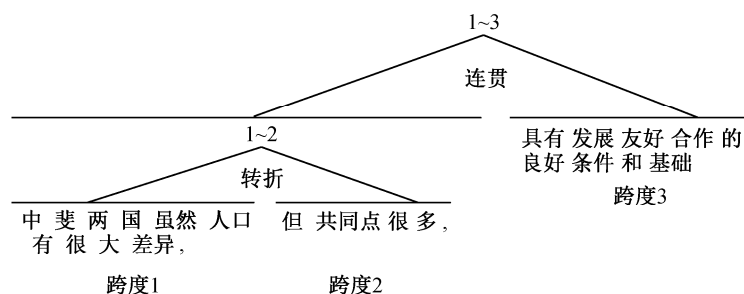 1~3
连贯
1~2
具有 发展 友好 合作 的
良好 条件 和 基础
转折
跨度3
中 斐 两 国 虽然 人口
有 很 大 差异,
但 共同点 很 多,
跨度1
跨度2